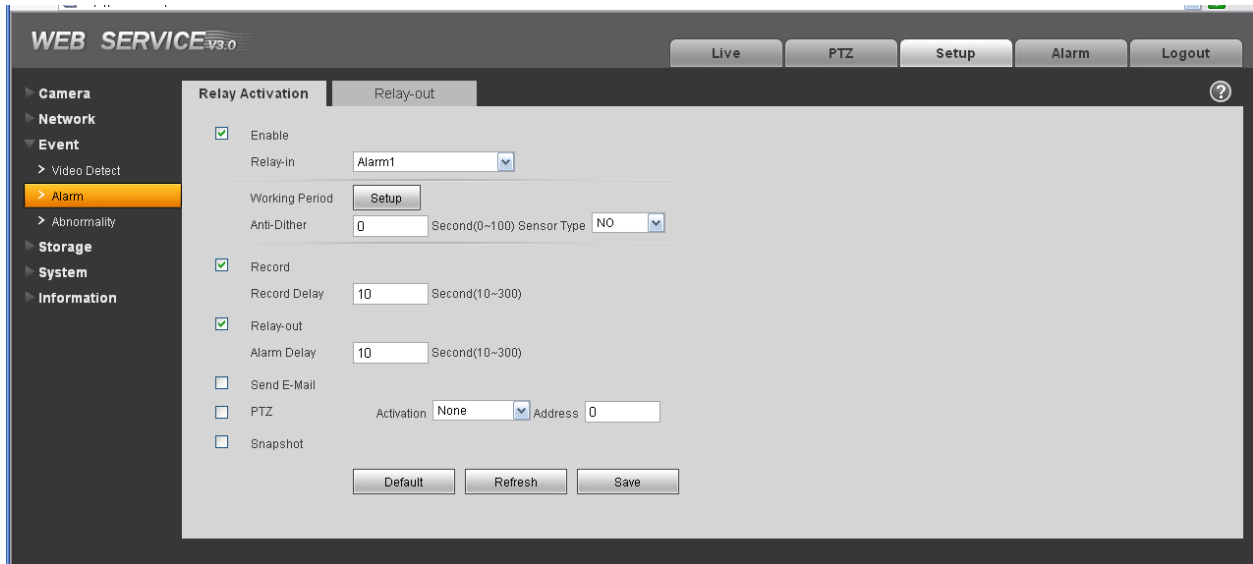 WEB SERVICE V3.0
Live PTZ Setup Alarm Logout
Camera
Network
Event
> Video Detect
> Alarm
> Abnormality
Storage
System
Information
Relay Activation Relay-out ?
Enable
Relay-in Alarm1
Working Period Setup
Anti-Dither 0 Second(0~100) Sensor Type NO
Record
Record Delay 10 Second(10~300)
Relay-out
Alarm Delay 10 Second(10~300)
Send E-Mail
PTZ Activation None Address 0
Snapshot
Default Refresh Save